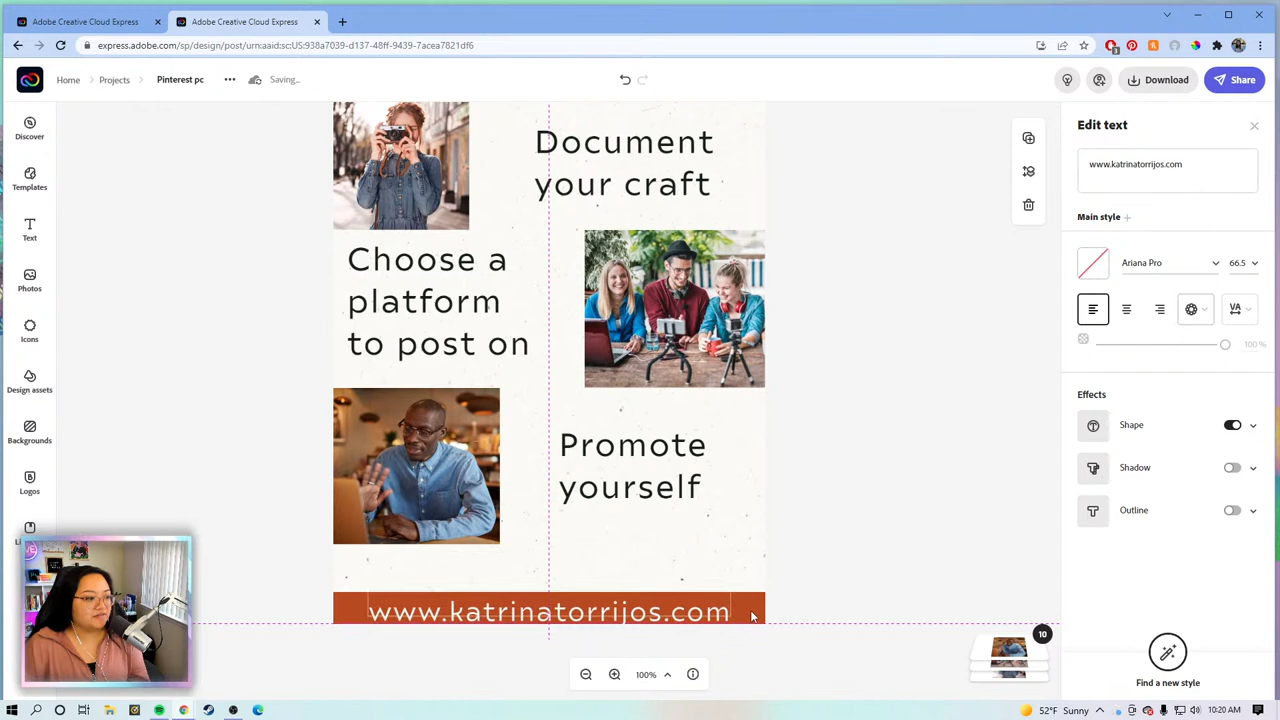 Adobe Creative Cloud Express
Adobe Creative Cloud Express
express.adobe.com/sp/design/post/urn:aaid:sc:US:938a7039-d137-48ff-9439-7acea7821df6
Home
Projects
Pinterest pc
Saving...
Download
Share
Discover
Templates
Text
Photos
Icons
Design assets
Backgrounds
Logos
Document
your craft
Choose a
platform
to post on
Promote
yourself
www.katrinatorrijos.com
10
100%
Edit text
www.katrinatorrijos.com
Main style
Ariana Pro
66.5
VA
100 %
Effects
Shape
Shadow
Outline
Find a new style
52°F Sunny
10:20 AM